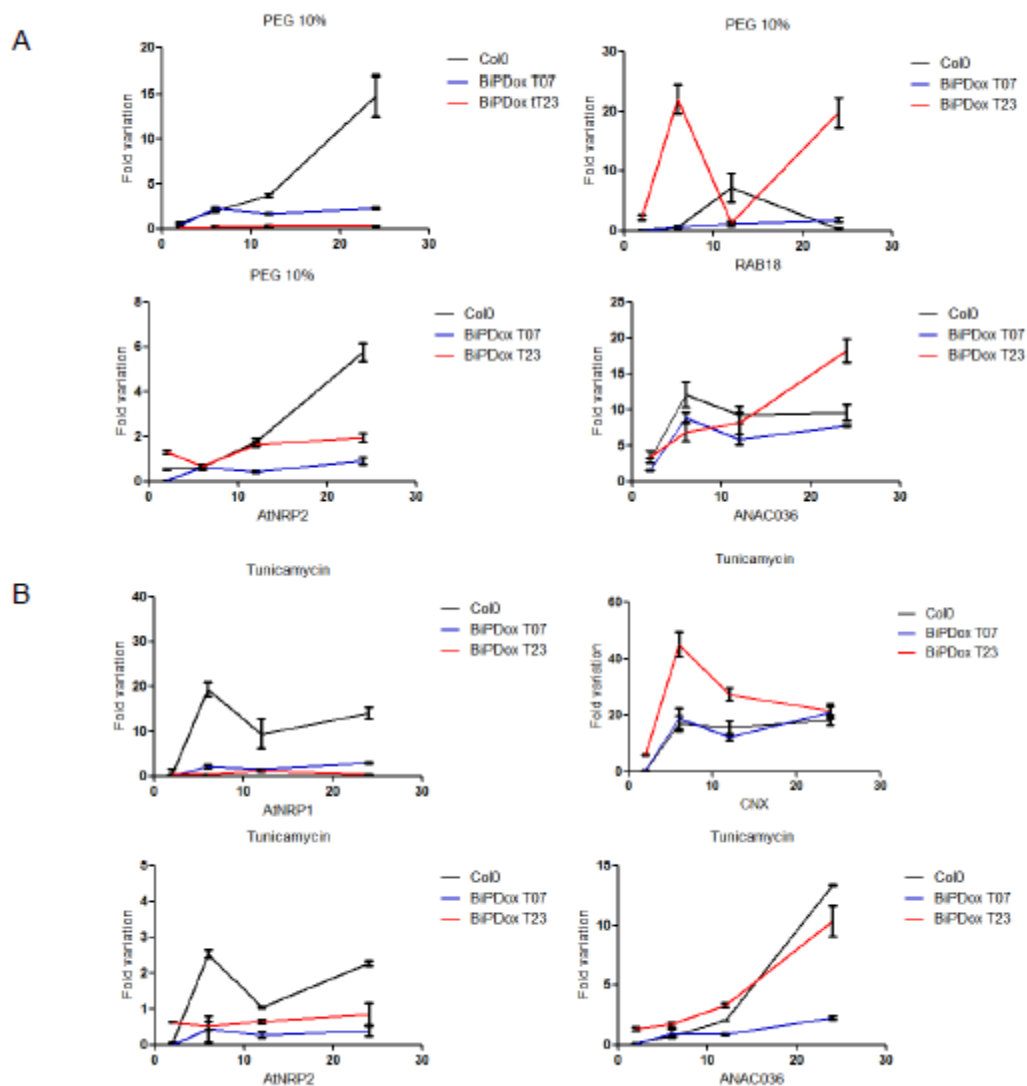 A
PEG 10%
Fold variation
20
15
10
5
0
0 10 20 30
Col0
BiPDox T07
BiPDox tT23
PEG 10%
Fold variation
30
20
10
0
0 10 20 30
RAB18
Col0
BiPDox T07
BiPDox T23
PEG 10%
Fold variation
8
6
4
2
0
0 10 20 30
AtNRP2
Col0
BiPDox T07
BiPDox T23
Fold variation
25
20
15
10
5
0
0 10 20 30
ANAC036
Col0
BiPDox T07
BiPDox T23
B
Tunicamycin
Fold variation
40
30
20
10
0
0 10 20 30
AtNRP1
Col0
BiPDox T07
BiPDox T23
Tunicamycin
Fold variation
60
40
20
0
0 10 20 30
CNX
Col0
BiPDox T07
BiPDox T23
Tunicamycin
Fold variation
5
4
3
2
1
0
0 10 20 30
AtNRP2
Col0
BiPDox T07
BiPDox T23
Tunicamycin
Fold variation
15
10
5
0
0 10 20 30
ANAC036
Col0
BiPDox T07
BiPDox T23